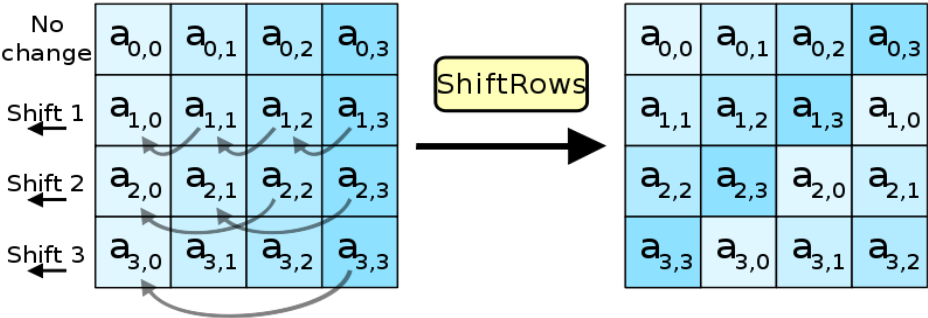 No
change
a0,0 a0,1 a0,2 a0,3
Shift 1
a1,0 a1,1 a1,2 a1,3
Shift 2
a2,0 a2,1 a2,2 a2,3
Shift 3
a3,0 a3,1 a3,2 a3,3
ShiftRows
a0,0 a0,1 a0,2 a0,3
a1,1 a1,2 a1,3 a1,0
a2,2 a2,3 a2,0 a2,1
a3,3 a3,0 a3,1 a3,2